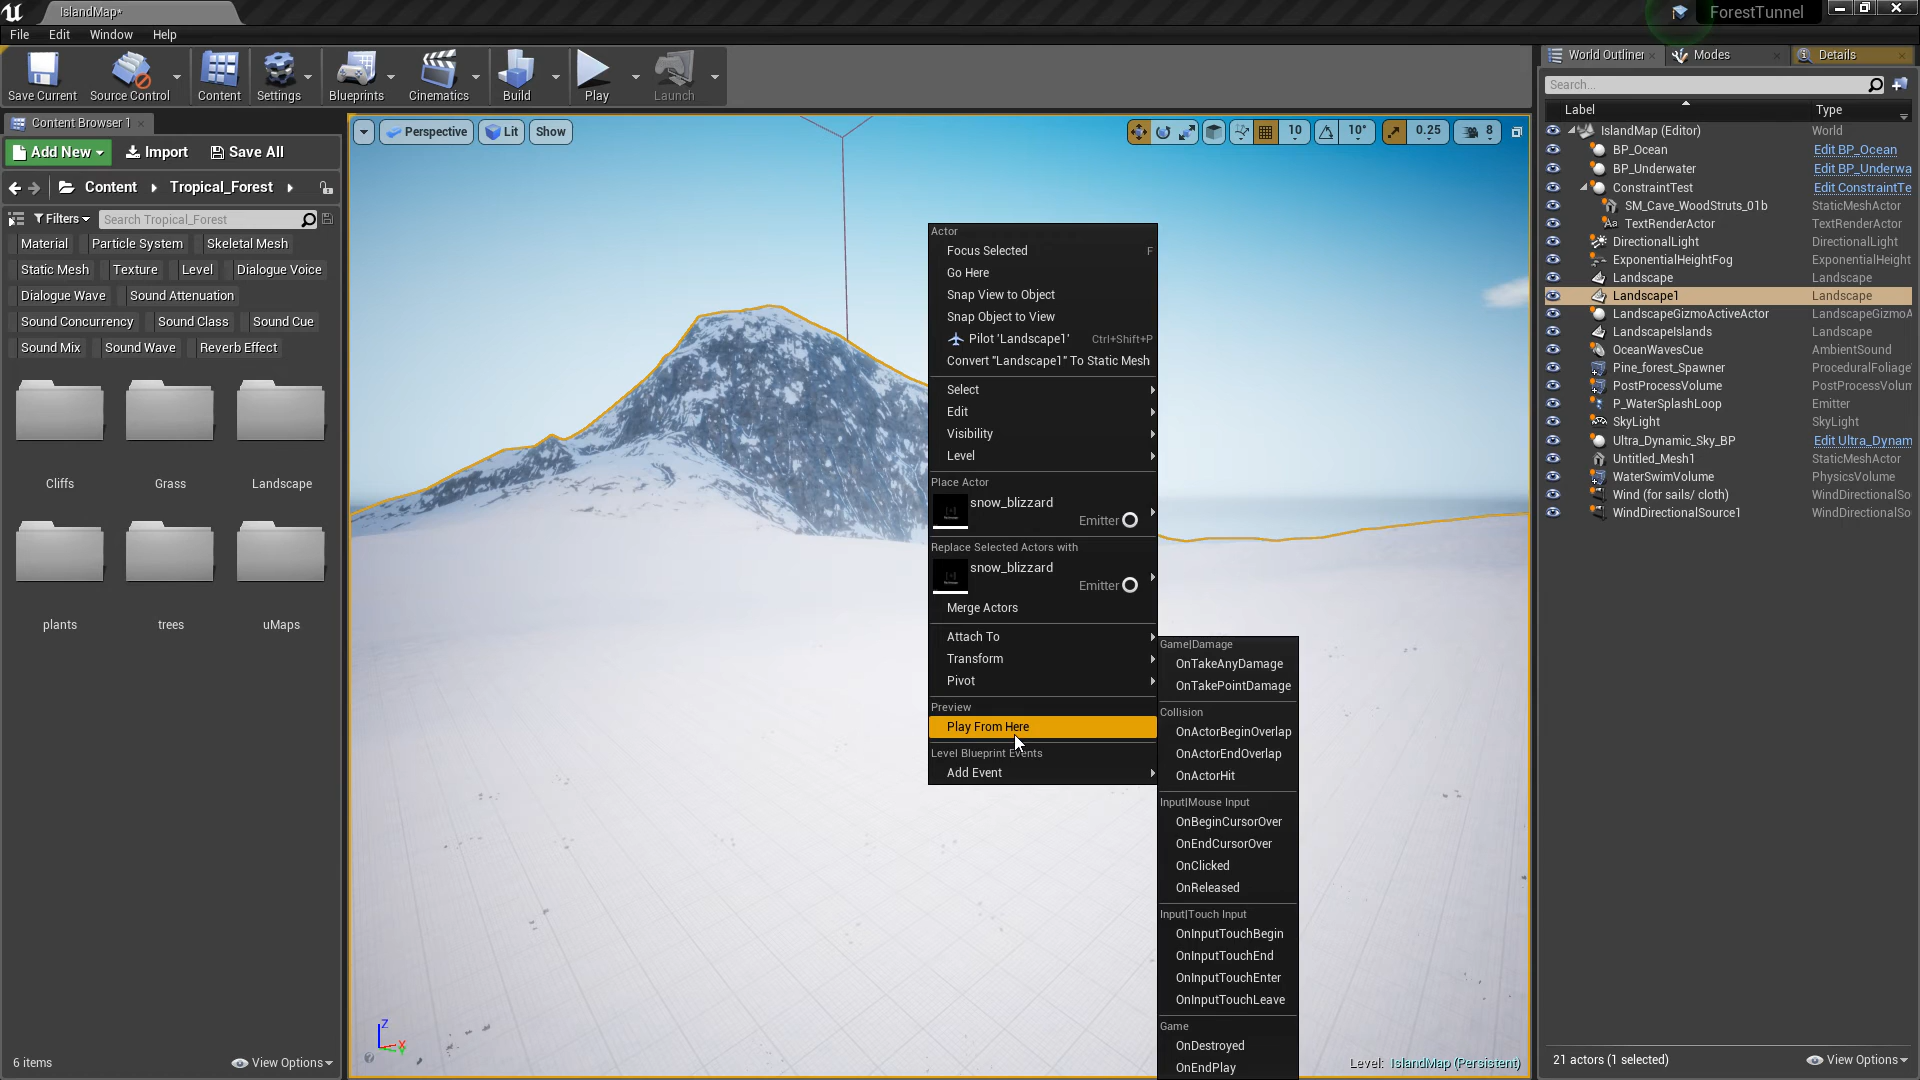 IslandMap*
ForestTunnel
File Edit Window Help
Save Current
Source Control
Content
Settings
Blueprints
Cinematics
Build
Play
Launch
Content Browser 1
Add New
Import
Save All
Content
Tropical_Forest
Filters
Search Tropical_Forest
Material
Particle System
Skeletal Mesh
Static Mesh
Texture
Level
Dialogue Voice
Dialogue Wave
Sound Attenuation
Sound Concurrency
Sound Class
Sound Cue
Sound Mix
Sound Wave
Reverb Effect
Cliffs
Grass
Landscape
plants
trees
uMaps
6 items
View Options
Perspective
Lit
Show
10
10°
0.25
8
Actor
Focus Selected F
Go Here
Snap View to Object
Snap Object to View
Pilot 'Landscape1' Ctrl+Shift+P
Convert "Landscape1" To Static Mesh
Select
Edit
Visibility
Level
Place Actor
snow_blizzard
Emitter
Replace Selected Actors with
snow_blizzard
Emitter
Merge Actors
Attach To
Transform
Pivot
Preview
Play From Here
Level Blueprint Events
Add Event
Game|Damage
OnTakeAnyDamage
OnTakePointDamage
Collision
OnActorBeginOverlap
OnActorEndOverlap
OnActorHit
Input|Mouse Input
OnBeginCursorOver
OnEndCursorOver
OnClicked
OnReleased
Input|Touch Input
OnInputTouchBegin
OnInputTouchEnd
OnInputTouchEnter
OnInputTouchLeave
Game
OnDestroyed
OnEndPlay
Z
X
Y
Level: IslandMap (Persistent)
World Outliner
Modes
Details
Search...
Label Type
IslandMap (Editor) World
BP_Ocean Edit BP_Ocean
BP_Underwater Edit BP_Underwa
ConstraintTest Edit ConstraintTe
SM_Cave_WoodStruts_01b StaticMeshActor
Aa TextRenderActor TextRenderActor
DirectionalLight DirectionalLight
ExponentialHeightFog ExponentialHeight
Landscape Landscape
Landscape1 Landscape
LandscapeGizmoActiveActor LandscapeGizmoA
LandscapeIslands Landscape
OceanWavesCue AmbientSound
Pine_forest_Spawner ProceduralFoliage
PostProcessVolume PostProcessVolum
P_WaterSplashLoop Emitter
SkyLight SkyLight
Ultra_Dynamic_Sky_BP Edit Ultra_Dynam
Untitled_Mesh1 StaticMeshActor
WaterSwimVolume PhysicsVolume
Wind (for sails/ cloth) WindDirectionalSo
WindDirectionalSource1 WindDirectionalSo
21 actors (1 selected)
View Options